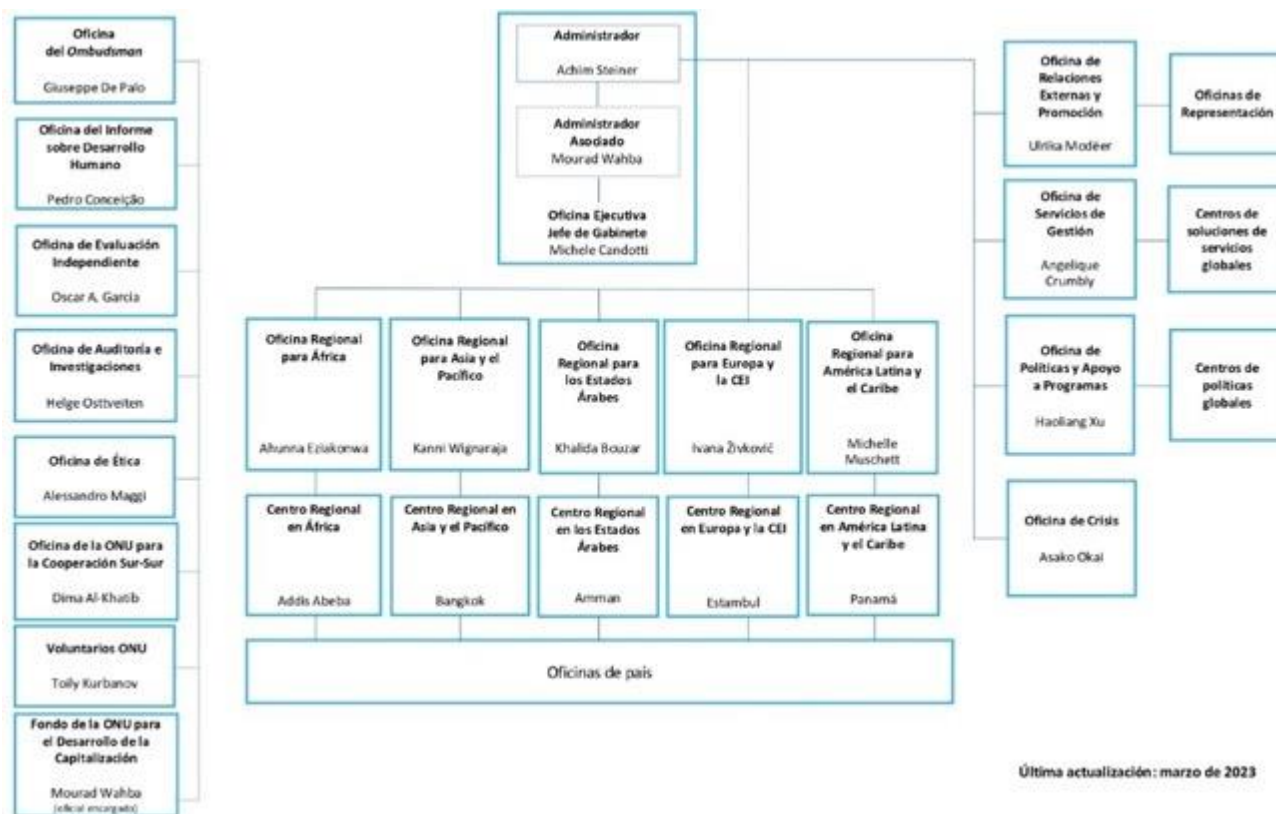 Oficina
del Ombudsman
Giuseppe De Palo
Oficina del Informe
sobre Desarrollo
Humano
Pedro Conceição
Oficina de Evaluación
Independiente
Oscar A. Garcia
Oficina de Auditoría e
Investigaciones
Helge Osttveiten
Oficina de Ética
Alessandro Maggi
Oficina de la ONU para
la Cooperación Sur-Sur
Dima Al-Khatib
Voluntarios ONU
Toily Kurbanov
Fondo de la ONU para
el Desarrollo de la
Capitalización
Mourad Wahba
(oficial encargado)
Administrador
Achim Steiner
Administrador
Asociado
Mourad Wahba
Oficina Ejecutiva
Jefe de Gabinete
Michele Candotti
Oficina Regional
para África
Ahunna Eziakonwa
Oficina Regional
para Asia y el
Pacífico
Kanni Wignaraja
Oficina
Regional para
los Estados
Árabes
Khalida Bouzar
Oficina Regional
para Europa y
la CEI
Ivana Živković
Oficina
Regional para
América Latina y
el Caribe
Michelle
Muschett
Centro Regional
en África
Addis Abeba
Centro Regional en
Asia y el Pacífico
Bangkok
Centro Regional
en los Estados
Árabes
Amman
Centro Regional
en Europa y la CEI
Estambul
Centro Regional
en América Latina
y el Caribe
Panamá
Oficinas de país
Oficina de
Relaciones
Externas y
Promoción
Ulrika Modéer
Oficinas de
Representación
Oficina de
Servicios de
Gestión
Angelique
Crumbly
Centros de
soluciones de
servicios
globales
Oficina de
Políticas y Apoyo
a Programas
Haoliang Xu
Centros de
políticas
globales
Oficina de Crisis
Asako Okai
Última actualización: marzo de 2023